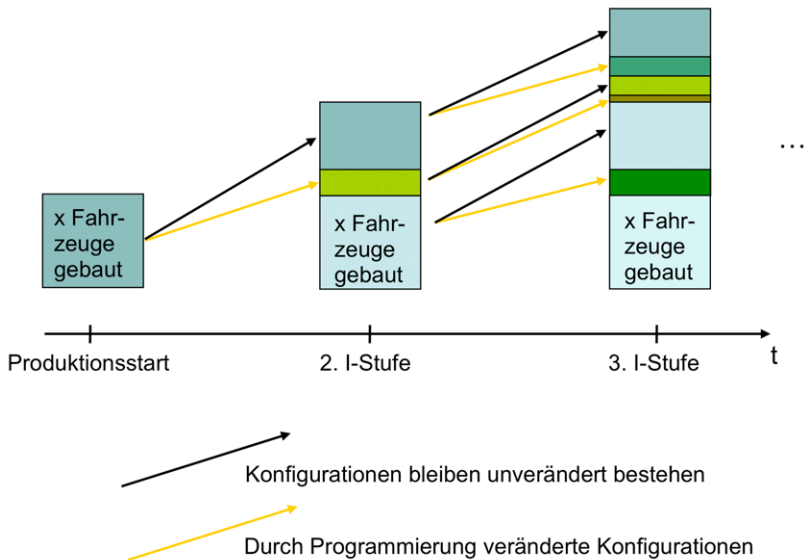 x Fahr-
zeuge
gebaut
x Fahr-
zeuge
gebaut
x Fahr-
zeuge
gebaut
...
Produktionsstart
2. I-Stufe
3. I-Stufe
t
Konfigurationen bleiben unverändert bestehen
Durch Programmierung veränderte Konfigurationen